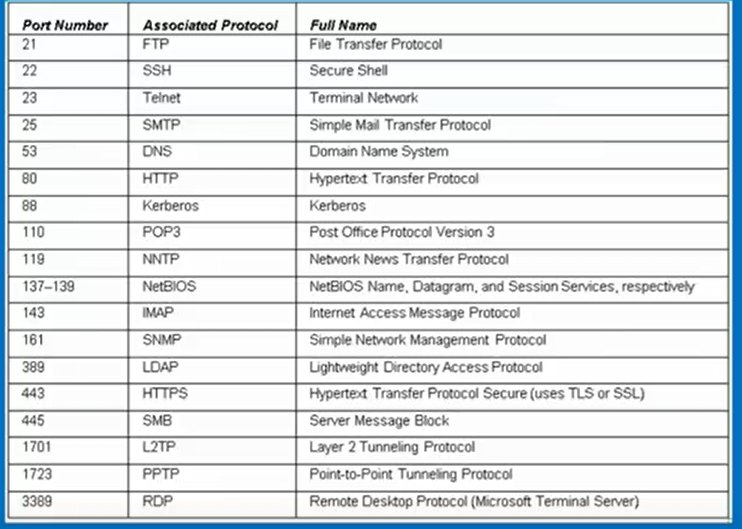 Port Number Associated Protocol Full Name
21 FTP File Transfer Protocol
22 SSH Secure Shell
23 Telnet Terminal Network
25 SMTP Simple Mail Transfer Protocol
53 DNS Domain Name System
80 HTTP Hypertext Transfer Protocol
88 Kerberos Kerberos
110 POP3 Post Office Protocol Version 3
119 NNTP Network News Transfer Protocol
137–139 NetBIOS NetBIOS Name, Datagram, and Session Services, respectively
143 IMAP Internet Access Message Protocol
161 SNMP Simple Network Management Protocol
389 LDAP Lightweight Directory Access Protocol
443 HTTPS Hypertext Transfer Protocol Secure (uses TLS or SSL)
445 SMB Server Message Block
1701 L2TP Layer 2 Tunneling Protocol
1723 PPTP Point-to-Point Tunneling Protocol
3389 RDP Remote Desktop Protocol (Microsoft Terminal Server)